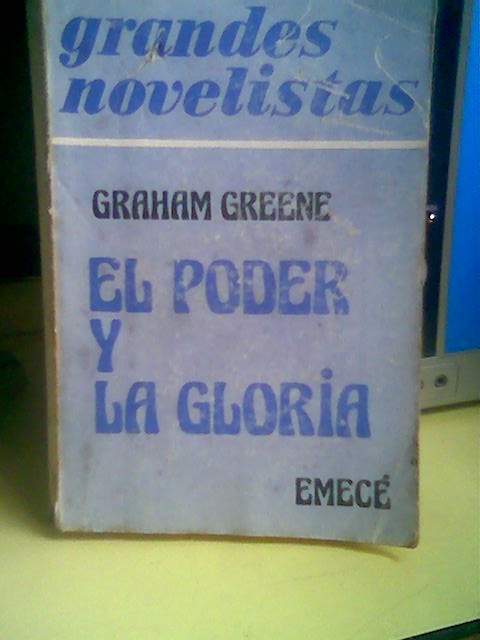 grandes
novelistas
GRAHAM GREENE
EL PODER
Y
LA GLORIA
EMECÉ